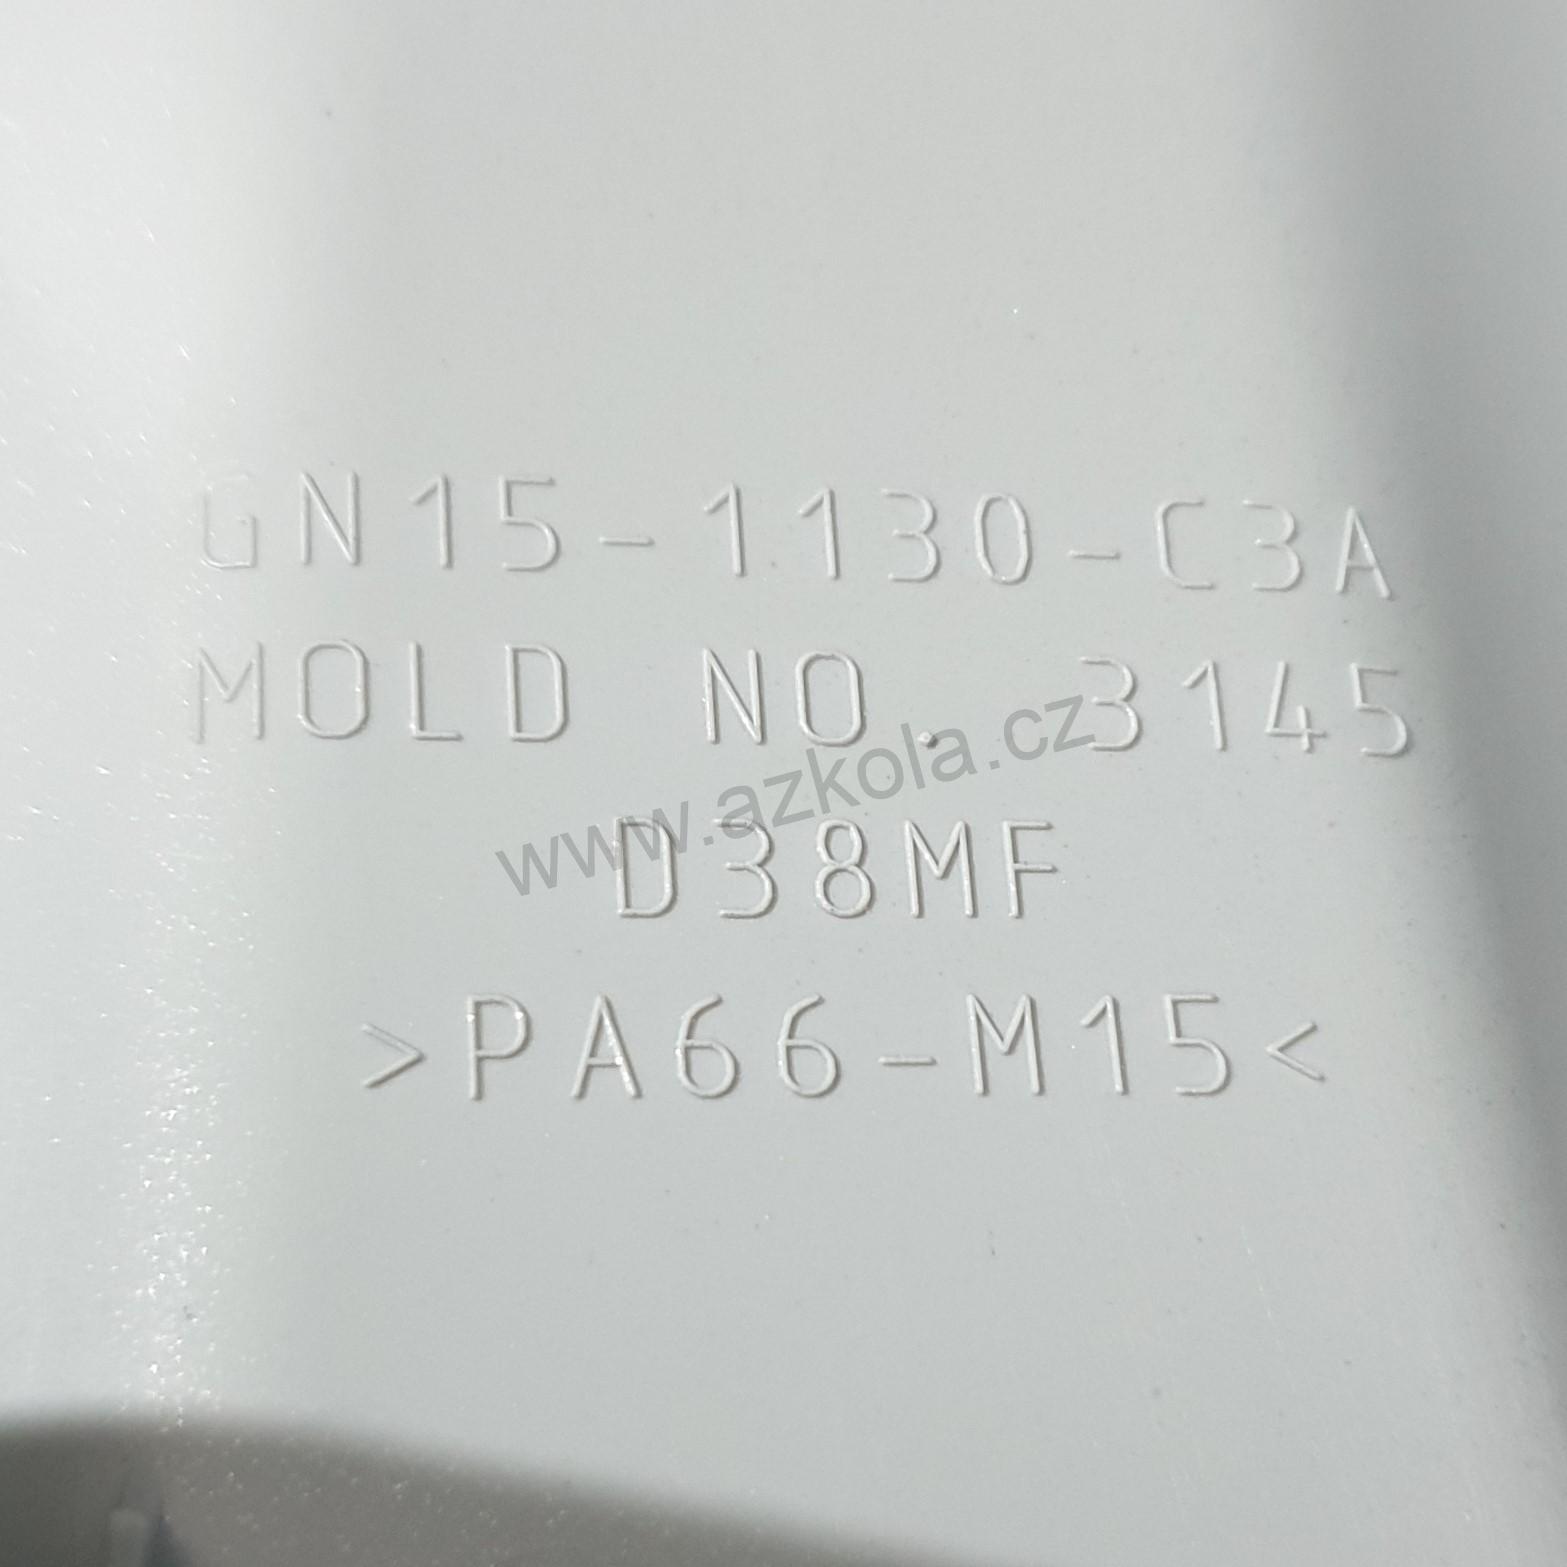 GN15-1130-C3A
MOLD NO. 3145
www.azkola.cz
D38MF
>PA66-M15<